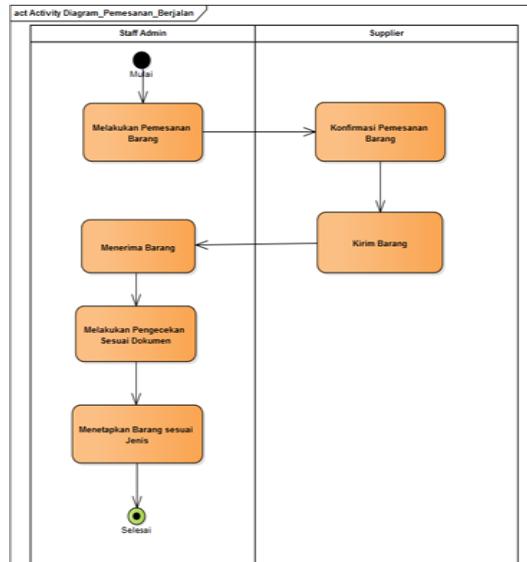 act Activity Diagram_Pemesanan_Berjalan
Staff Admin
Supplier
Mulai
Melakukan Pemesanan
Barang
Konfirmasi Pemesanan
Barang
Menerima Barang
Kirim Barang
Melakukan Pengecekan
Sesuai Dokumen
Menetapkan Barang sesuai
Jenis
Selesai